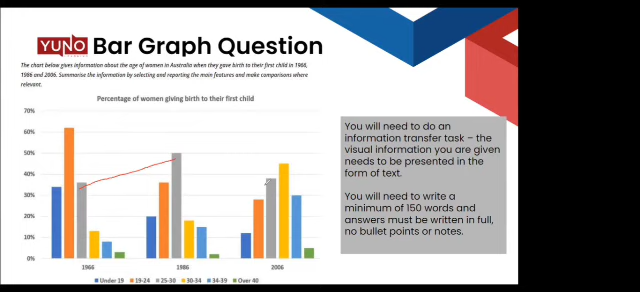 YUNO Bar Graph Question
The chart below gives information about the age of women in Australia when they gave birth to their first child in 1966,
1986 and 2006. Summarise the information by selecting and reporting the main features and make comparisons where
relevant.
Percentage of women giving birth to their first child
70%
60%
50%
40%
30%
20%
10%
0%
1966 1986 2006
Under 19 19-24 25-30 30-34 34-39 Over 40
You will need to do an
information transfer task – the
visual information you are given
needs to be presented in the
form of text.
You will need to write a
minimum of 150 words and
answers must be written in full,
no bullet points or notes.